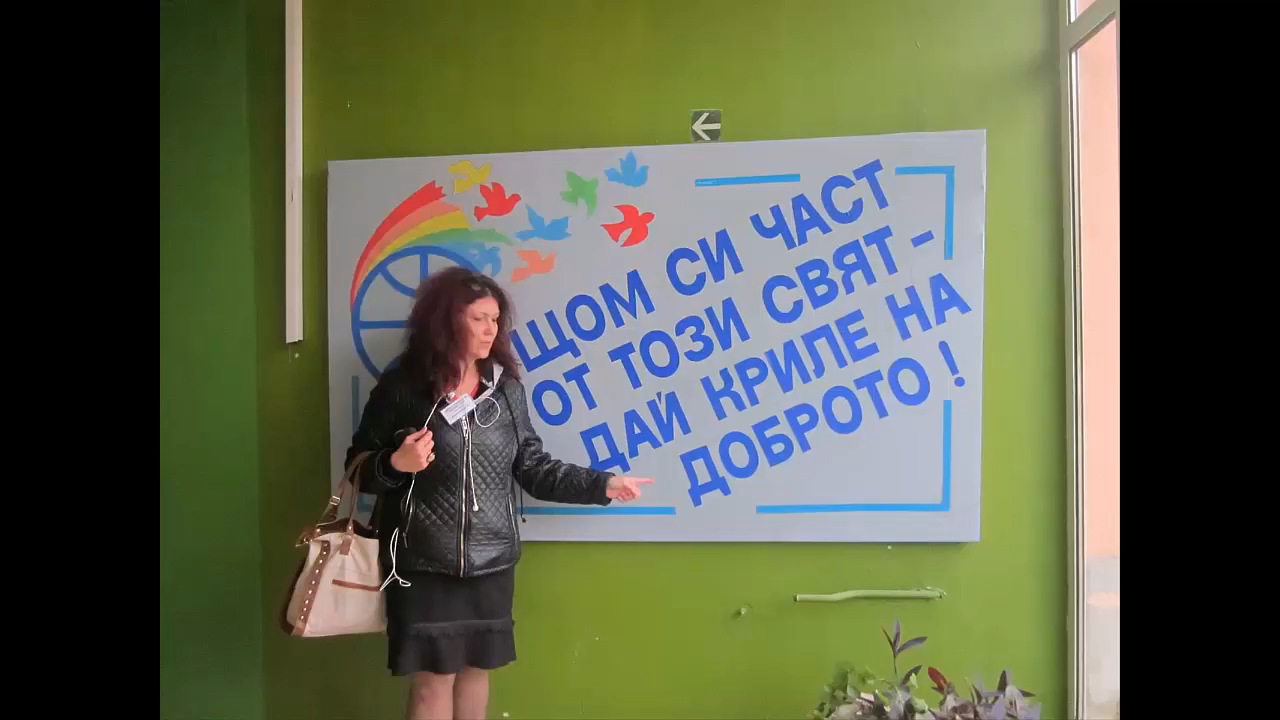 ЩОМ СИ ЧАСТ
ОТ ТОЗИ СВЯТ -
ДАЙ КРИЛЕ НА
ДОБРОТО!